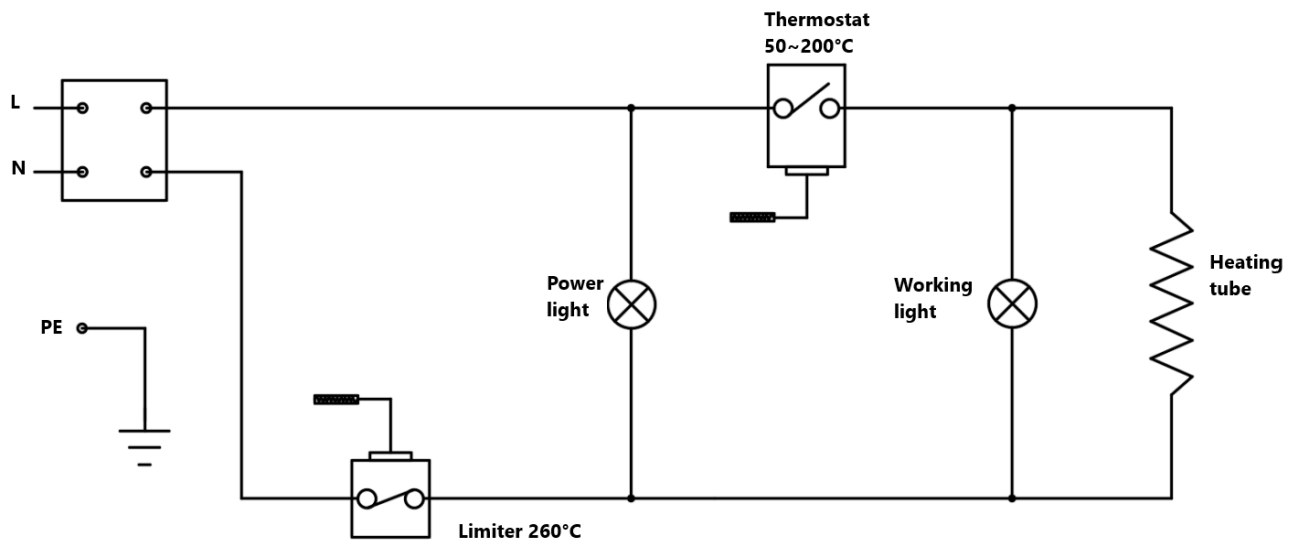 Thermostat
50~200°C
L
N
Power
light
Working
light
Heating
tube
PE
Limiter 260°C